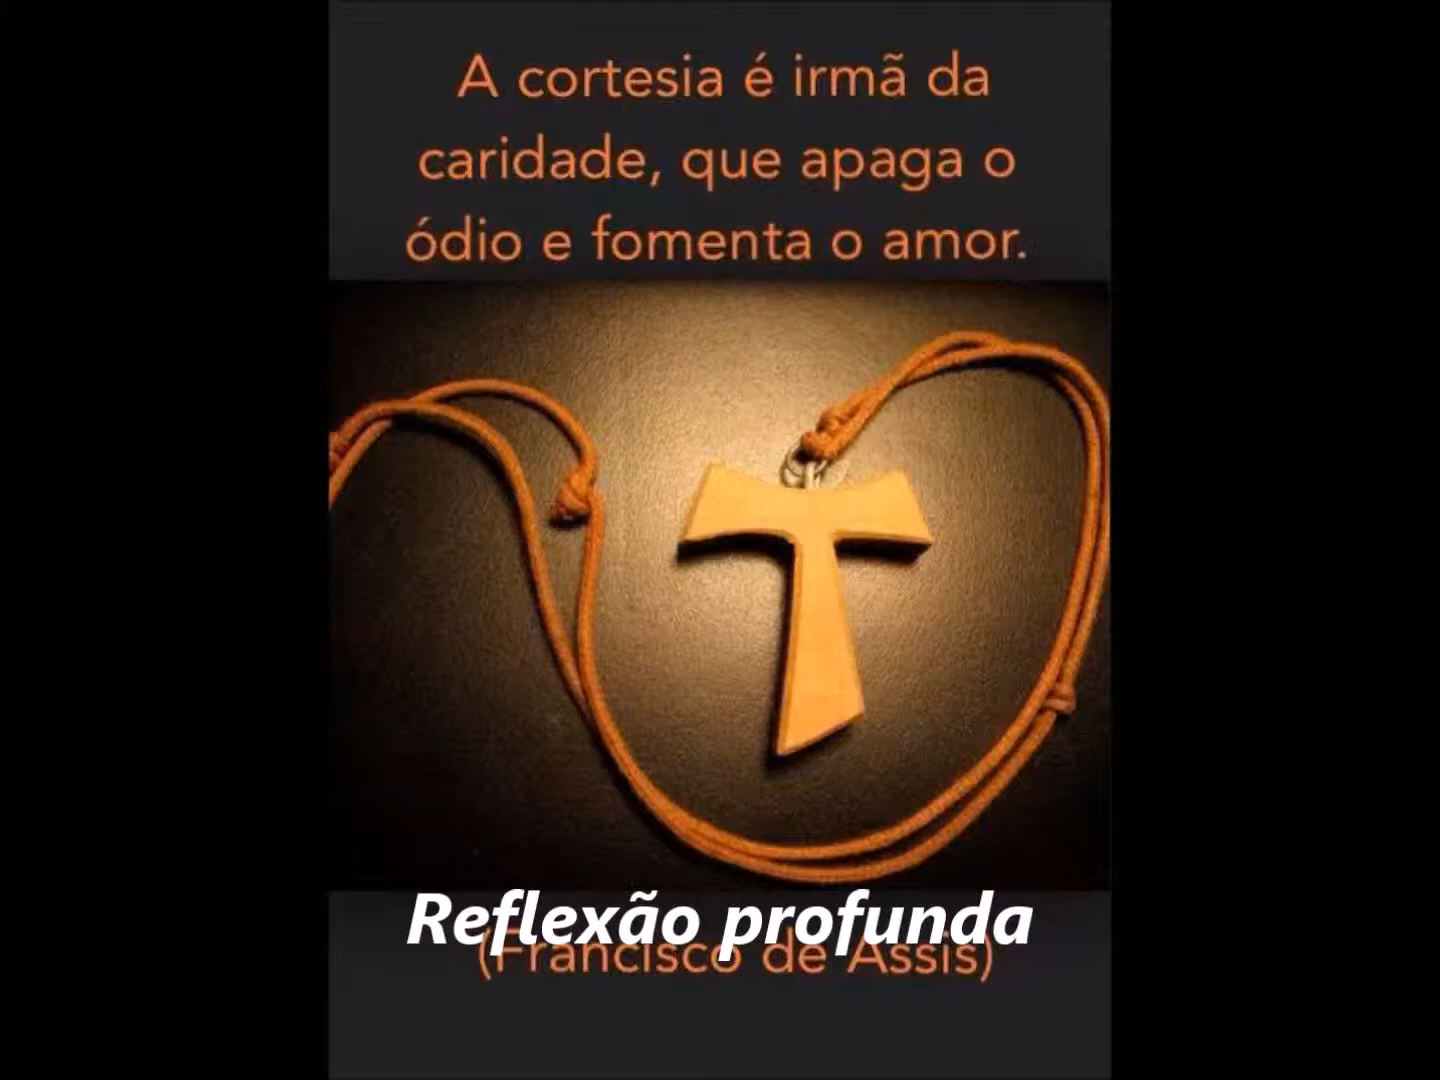 A cortesia é irmã da
caridade, que apaga o
ódio e fomenta o amor.
Reflexão profunda
(Francisco de Assis)